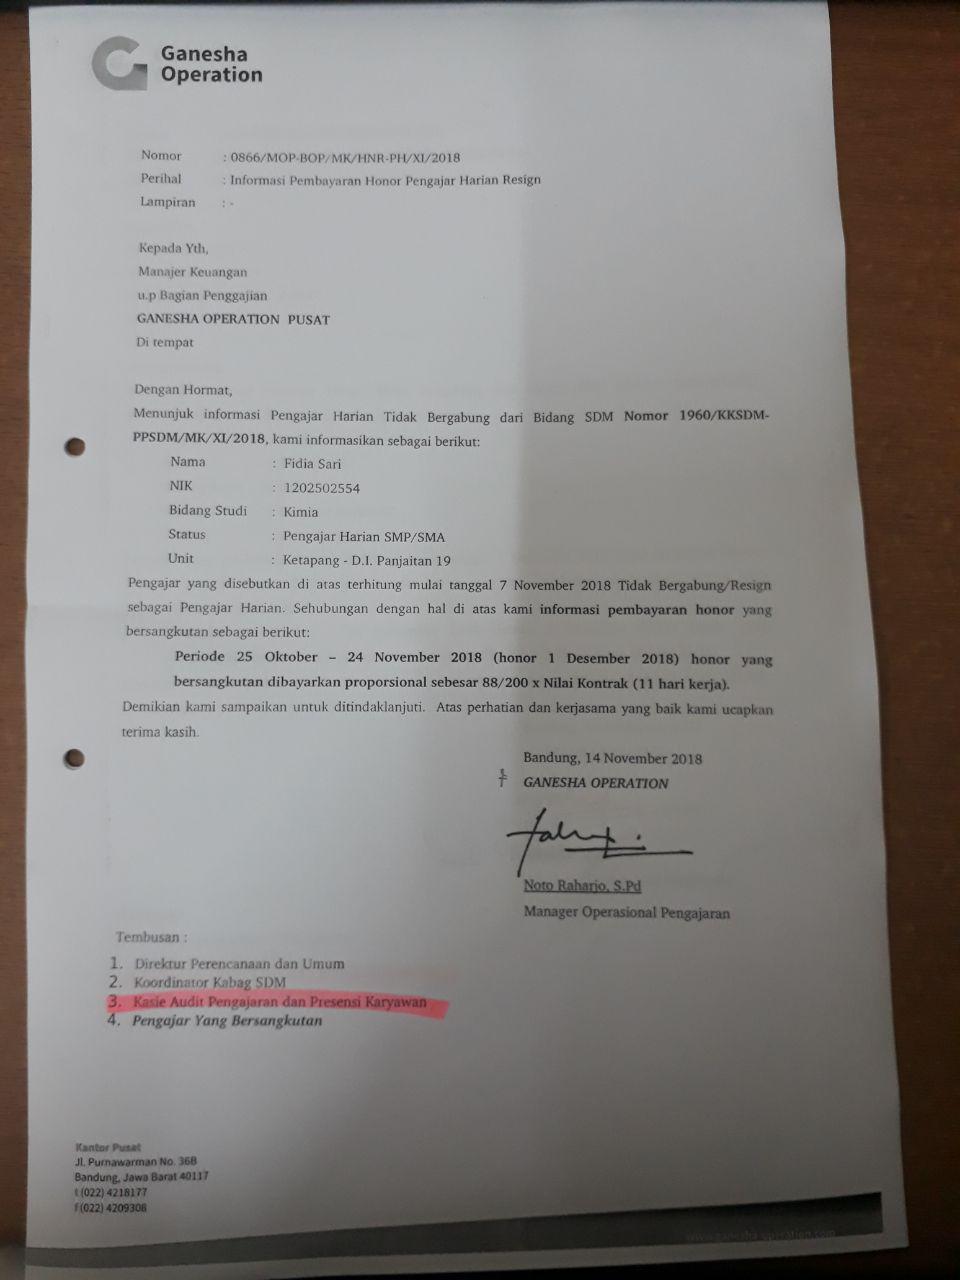 Ganesha
Operation
Nomor : 0866/MOP-BOP/MK/HNR-PH/XI/2018
Perihal : Informasi Pembayaran Honor Pengajar Harian Resign
Lampiran : -
Kepada Yth,
Manajer Keuangan
u.p Bagian Penggajian
GANESHA OPERATION PUSAT
Di tempat
Dengan Hormat,
Menunjuk informasi Pengajar Harian Tidak Bergabung dari Bidang SDM Nomor 1960/KKSDM-
PPSDM/MK/XI/2018, kami informasikan sebagai berikut:
Nama : Fidia Sari
NIK : 1202502554
Bidang Studi : Kimia
Status : Pengajar Harian SMP/SMA
Unit : Ketapang - D.I. Panjaitan 19
Pengajar yang disebutkan di atas terhitung mulai tanggal 7 November 2018 Tidak Bergabung/Resign
sebagai Pengajar Harian. Sehubungan dengan hal di atas kami informasi pembayaran honor yang
bersangkutan sebagai berikut:
Periode 25 Oktober – 24 November 2018 (honor 1 Desember 2018) honor yang
bersangkutan dibayarkan proporsional sebesar 88/200 x Nilai Kontrak (11 hari kerja).
Demikian kami sampaikan untuk ditindaklanjuti. Atas perhatian dan kerjasama yang baik kami ucapkan
terima kasih.
Bandung, 14 November 2018
GANESHA OPERATION
Noto Raharjo, S.Pd
Manager Operasional Pengajaran
Tembusan :
1. Direktur Perencanaan dan Umum
2. Koordinator Kabag SDM
3. Kasie Audit Pengajaran dan Presensi Karyawan
4. Pengajar Yang Bersangkutan
Kantor Pusat
Jl. Purnawarman No. 36B
Bandung, Jawa Barat 40117
t (022) 4218177
f (022) 4209308
www.ganesha-operation.com